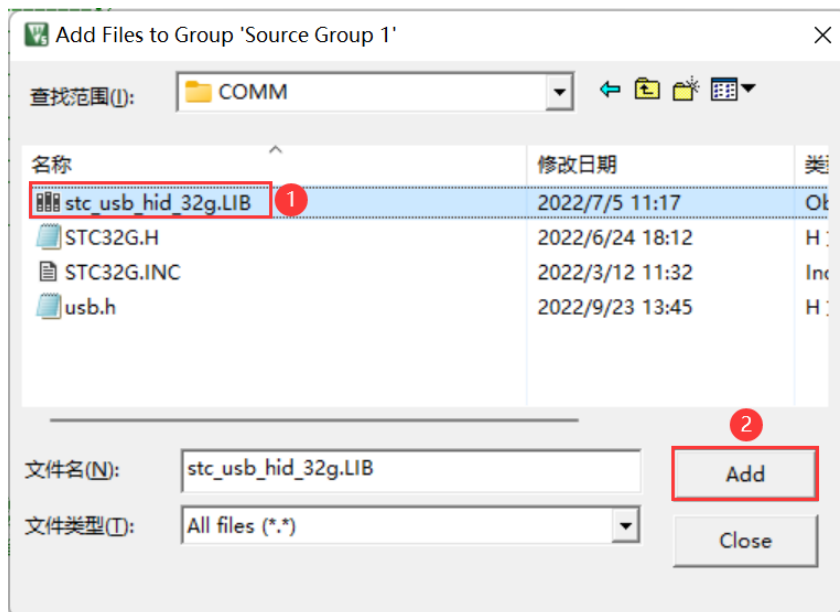 Add Files to Group 'Source Group 1'
查找范围(I): COMM
名称 修改日期
stc_usb_hid_32g.LIB 1 2022/7/5 11:17
STC32G.H 2022/6/24 18:12 H
STC32G.INC 2022/3/12 11:32
usb.h 2022/9/23 13:45 H
2
文件名(N): stc_usb_hid_32g.LIB Add
文件类型(T): All files (*.*) Close